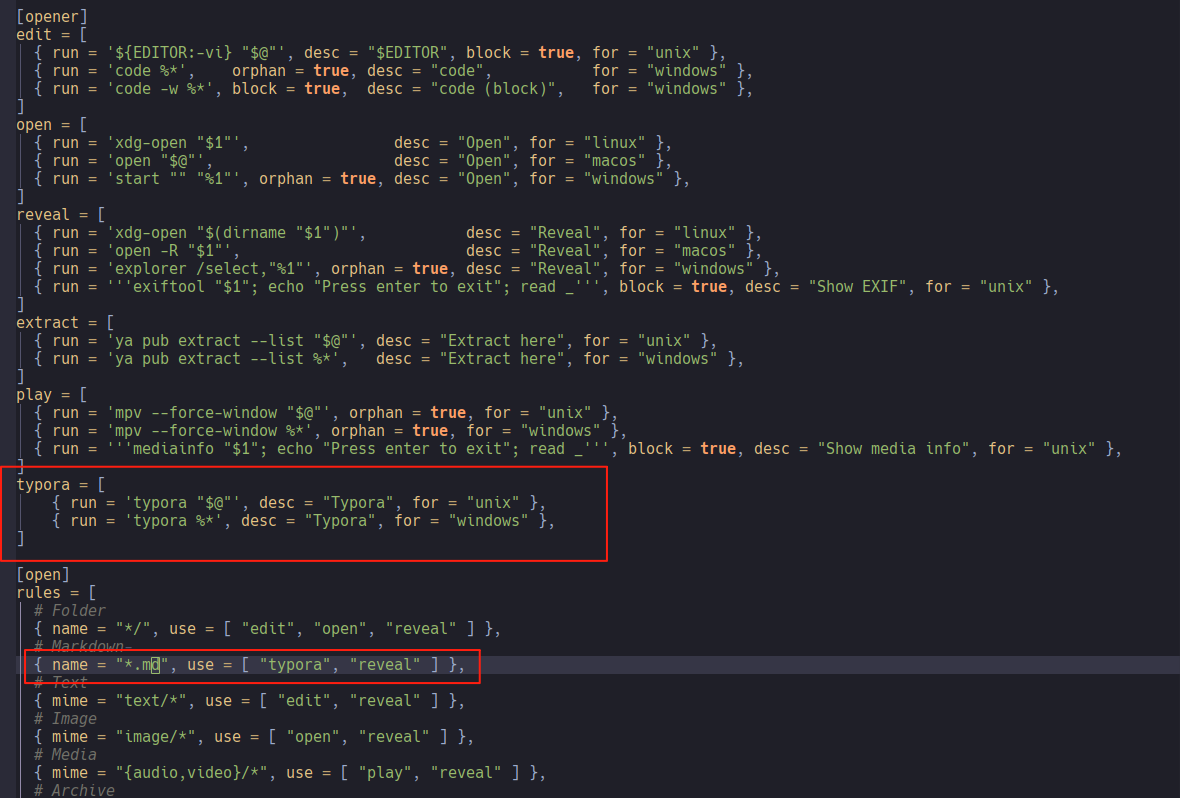 [opener]
edit = [
  { run = '${EDITOR:-vi} "$@"', desc = "$EDITOR", block = true, for = "unix" },
  { run = 'code %*',    orphan = true, desc = "code",           for = "windows" },
  { run = 'code -w %*', block = true,  desc = "code (block)",   for = "windows" },
]
open = [
  { run = 'xdg-open "$1"',                desc = "Open", for = "linux" },
  { run = 'open "$@"',                    desc = "Open", for = "macos" },
  { run = 'start "" "%1"', orphan = true, desc = "Open", for = "windows" },
]
reveal = [
  { run = 'xdg-open "$(dirname "$1")"',           desc = "Reveal", for = "linux" },
  { run = 'open -R "$1"',                         desc = "Reveal", for = "macos" },
  { run = 'explorer /select,"%1"', orphan = true, desc = "Reveal", for = "windows" },
  { run = '''exiftool "$1"; echo "Press enter to exit"; read _''', block = true, desc = "Show EXIF", for = "unix" },
]
extract = [
  { run = 'ya pub extract --list "$@"', desc = "Extract here", for = "unix" },
  { run = 'ya pub extract --list %*',   desc = "Extract here", for = "windows" },
]
play = [
  { run = 'mpv --force-window "$@"', orphan = true, for = "unix" },
  { run = 'mpv --force-window %*', orphan = true, for = "windows" },
  { run = '''mediainfo "$1"; echo "Press enter to exit"; read _''', block = true, desc = "Show media info", for = "unix" },
]
typora = [
    { run = 'typora "$@"', desc = "Typora", for = "unix" },
    { run = 'typora %*', desc = "Typora", for = "windows" },
]
[open]
rules = [
  # Folder
  { name = "*/", use = [ "edit", "open", "reveal" ] },
  # Markdown-
  { name = "*.md", use = [ "typora", "reveal" ] },
  # Text
  { mime = "text/*", use = [ "edit", "reveal" ] },
  # Image
  { mime = "image/*", use = [ "open", "reveal" ] },
  # Media
  { mime = "{audio,video}/*", use = [ "play", "reveal" ] },
  # Archive